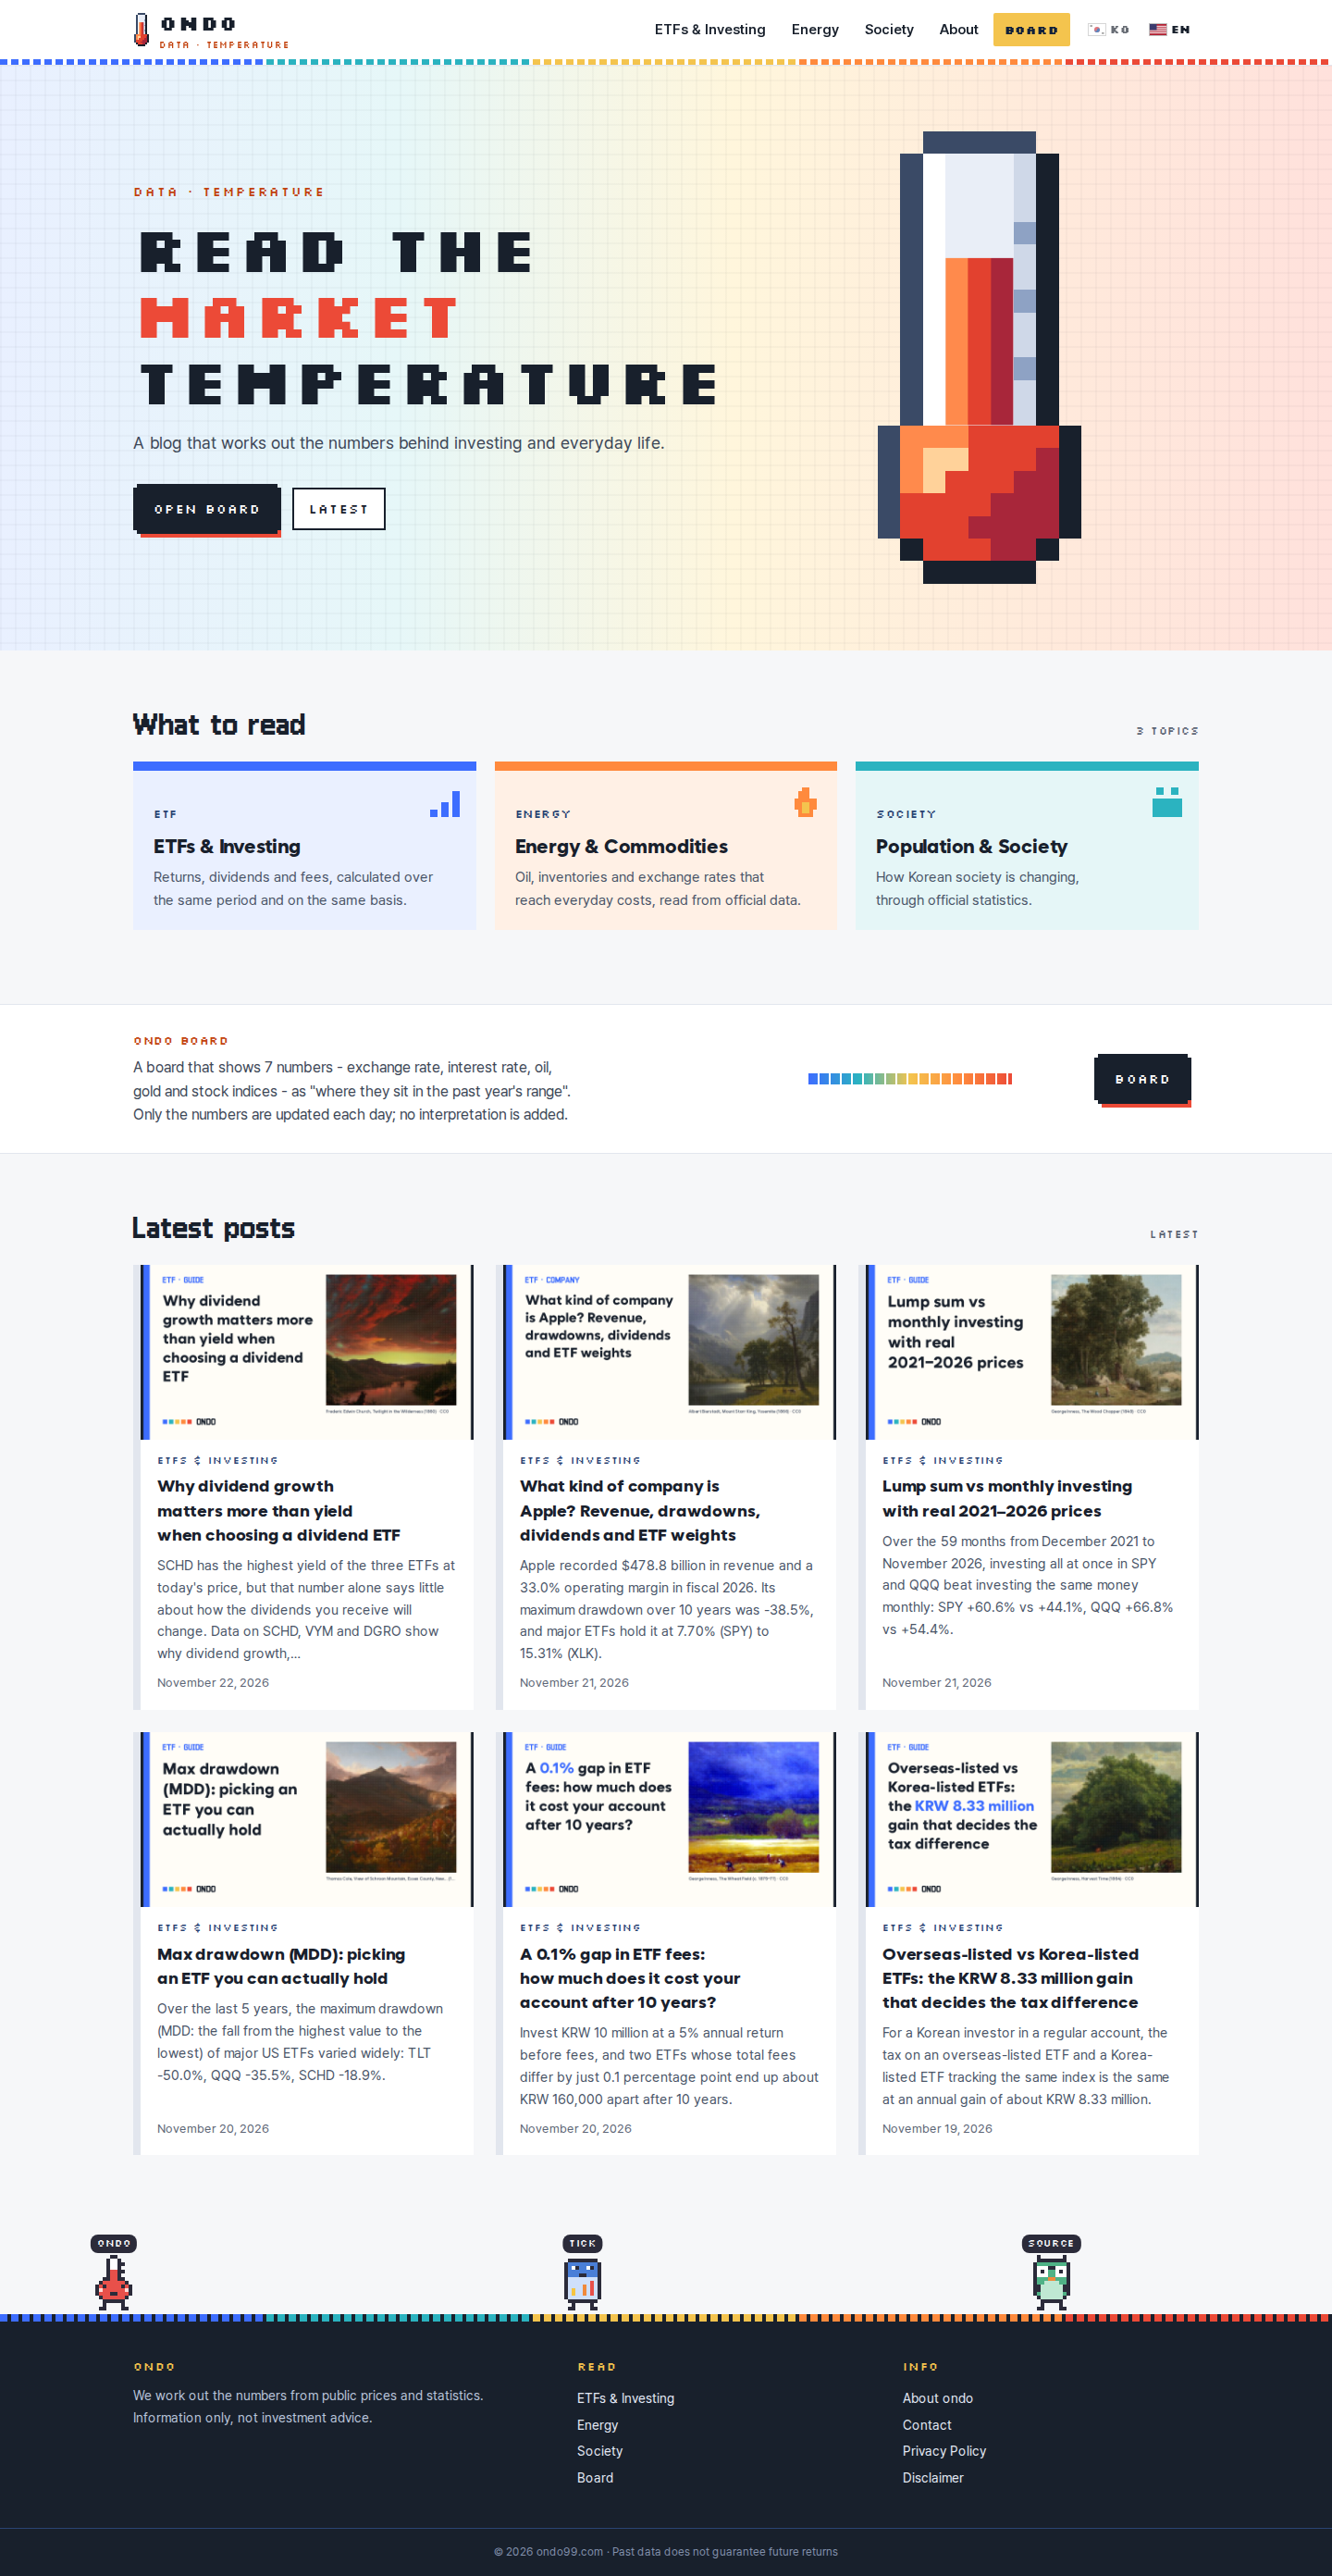 ONDO
DATA · TEMPERATURE
ETFs & Investing
Energy
Society
About
BOARD
KO
EN
DATA · TEMPERATURE
READ THE
MARKET
TEMPERATURE
A blog that works out the numbers behind investing and everyday life.
OPEN BOARD
LATEST
What to read
3 TOPICS
ETF
ETFs & Investing
Returns, dividends and fees, calculated over
the same period and on the same basis.
ENERGY
Energy & Commodities
Oil, inventories and exchange rates that
reach everyday costs, read from official data.
SOCIETY
Population & Society
How Korean society is changing,
through official statistics.
ONDO BOARD
A board that shows 7 numbers - exchange rate, interest rate, oil,
gold and stock indices - as "where they sit in the past year's range".
Only the numbers are updated each day; no interpretation is added.
BOARD
Latest posts
LATEST
ETF · GUIDE
Why dividend
growth matters more
than yield when
choosing a dividend
ETF
Frederic Edwin Church, Twilight in the Wilderness (1860) · CC0
ONDO
ETFS & INVESTING
Why dividend growth
matters more than yield
when choosing a dividend ETF
SCHD has the highest yield of the three ETFs at
today's price, but that number alone says little
about how the dividends you receive will
change. Data on SCHD, VYM and DGRO show
why dividend growth,...
November 22, 2026
ETF · COMPANY
What kind of company
is Apple? Revenue,
drawdowns, dividends
and ETF weights
ONDO
ETFS & INVESTING
What kind of company is
Apple? Revenue, drawdowns,
dividends and ETF weights
Apple recorded $478.8 billion in revenue and a
33.0% operating margin in fiscal 2026. Its
maximum drawdown over 10 years was -38.5%,
and major ETFs hold it at 7.70% (SPY) to
15.31% (XLK).
November 21, 2026
ETF · GUIDE
Lump sum vs
monthly investing
with real
2021–2026 prices
ONDO
ETFS & INVESTING
Lump sum vs monthly investing
with real 2021–2026 prices
Over the 59 months from December 2021 to
November 2026, investing all at once in SPY
and QQQ beat investing the same money
monthly: SPY +60.6% vs +44.1%, QQQ +66.8%
vs +54.4%.
November 21, 2026
ETF · GUIDE
Max drawdown
(MDD): picking an
ETF you can
actually hold
ONDO
ETFS & INVESTING
Max drawdown (MDD): picking
an ETF you can actually hold
Over the last 5 years, the maximum drawdown
(MDD: the fall from the highest value to the
lowest) of major US ETFs varied widely: TLT
-50.0%, QQQ -35.5%, SCHD -18.9%.
November 20, 2026
ETF · GUIDE
A 0.1% gap in ETF
fees: how much does
it cost your account
after 10 years?
ONDO
ETFS & INVESTING
A 0.1% gap in ETF fees:
how much does it cost your
account after 10 years?
Invest KRW 10 million at a 5% annual return
before fees, and two ETFs whose total fees
differ by just 0.1 percentage point end up about
KRW 160,000 apart after 10 years.
November 20, 2026
ETF · GUIDE
Overseas-listed vs
Korea-listed ETFs:
the KRW 8.33 million
gain that decides the
tax difference
ONDO
ETFS & INVESTING
Overseas-listed vs Korea-listed
ETFs: the KRW 8.33 million gain
that decides the tax difference
For a Korean investor in a regular account, the
tax on an overseas-listed ETF and a Korea-
listed ETF tracking the same index is the same
at an annual gain of about KRW 8.33 million.
November 19, 2026
ONDO
TICK
SOURCE
ONDO
We work out the numbers from public prices and statistics.
Information only, not investment advice.
READ
ETFs & Investing
Energy
Society
Board
INFO
About ondo
Contact
Privacy Policy
Disclaimer
© 2026 ondo99.com · Past data does not guarantee future returns